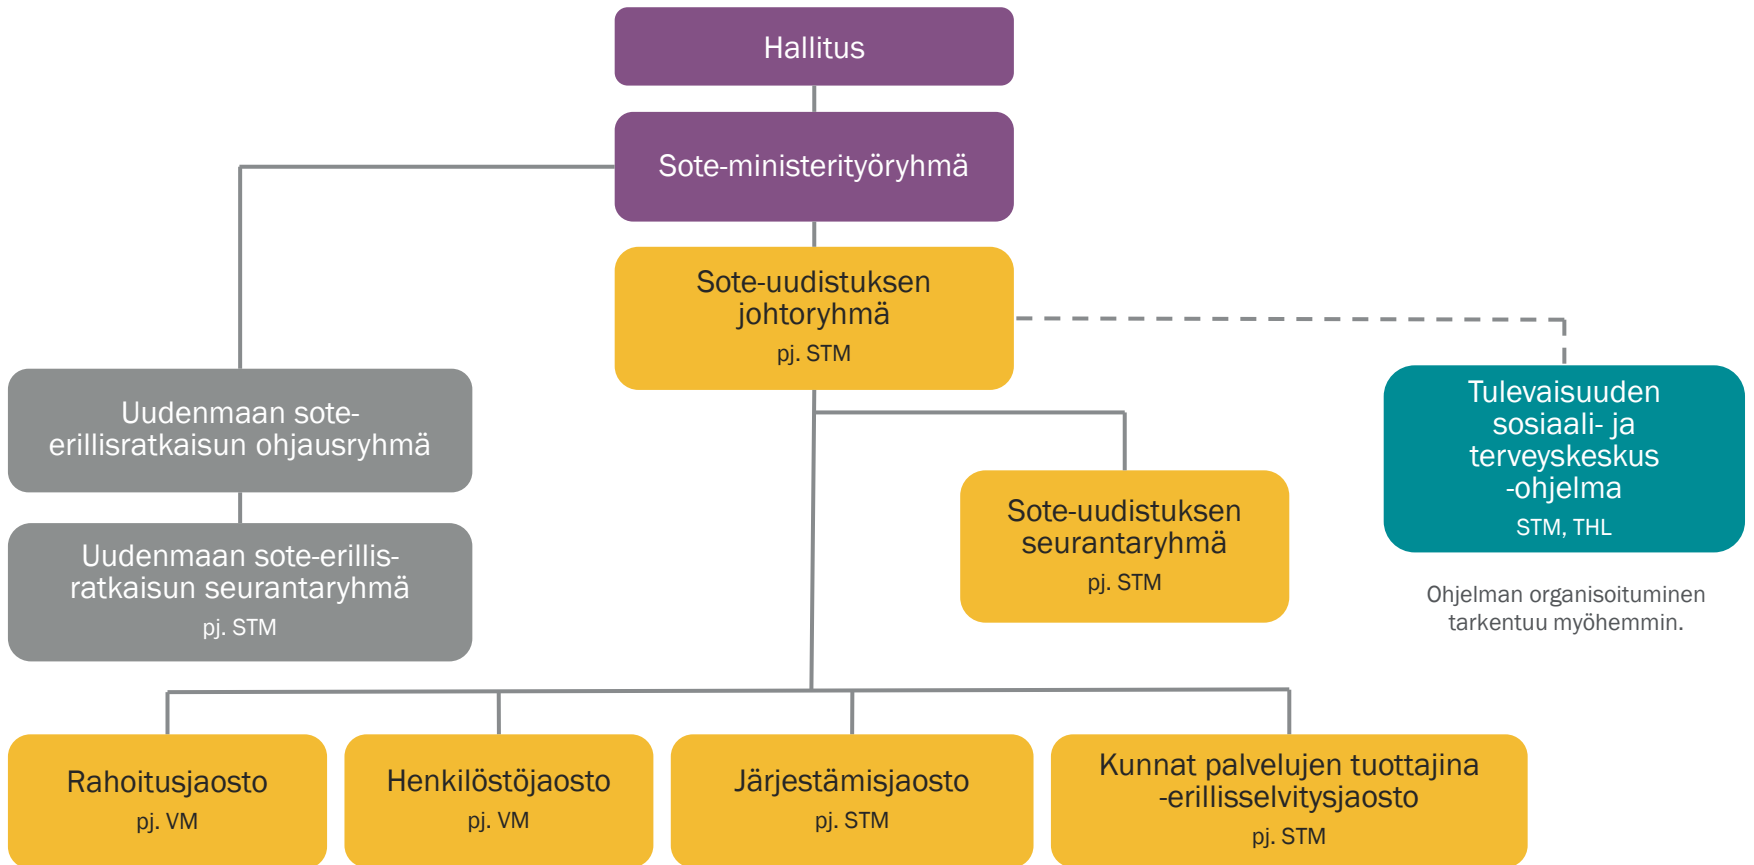 Hallitus
Sote-ministerityöryhmä
Sote-uudistuksen
johtoryhmä
pj. STM
Uudenmaan sote-
erillisratkaisun ohjausryhmä
Uudenmaan sote-erillis-
ratkaisun seurantaryhmä
pj. STM
Sote-uudistuksen
seurantaryhmä
pj. STM
Tulevaisuuden
sosiaali- ja
terveyskeskus
-ohjelma
STM, THL
Ohjelman organisoituminen
tarkentuu myöhemmin.
Rahoitusjaosto
pj. VM
Henkilöstöjaosto
pj. VM
Järjestämisjaosto
pj. STM
Kunnat palvelujen tuottajina
-erillisselvitysjaosto
pj. STM